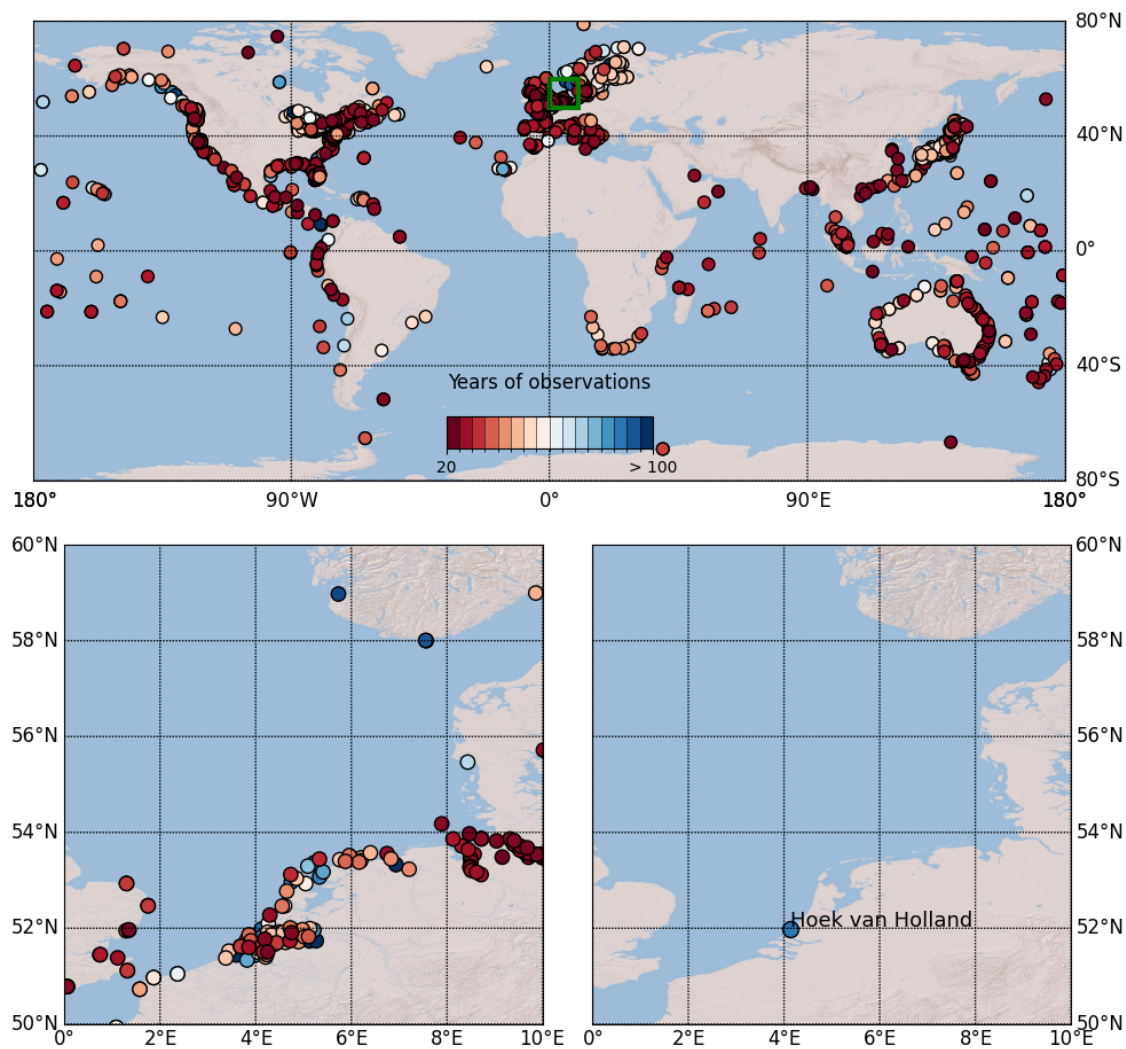 80°N
40°N
0°
40°S
80°S
Years of observations
20 > 100
180° 90°W 0° 90°E 180°
60°N 60°N
58°N 58°N
56°N 56°N
54°N 54°N
52°N Hoek van Holland 52°N
50°N 50°N
0° 2°E 4°E 6°E 8°E 10°E 0° 2°E 4°E 6°E 8°E 10°E